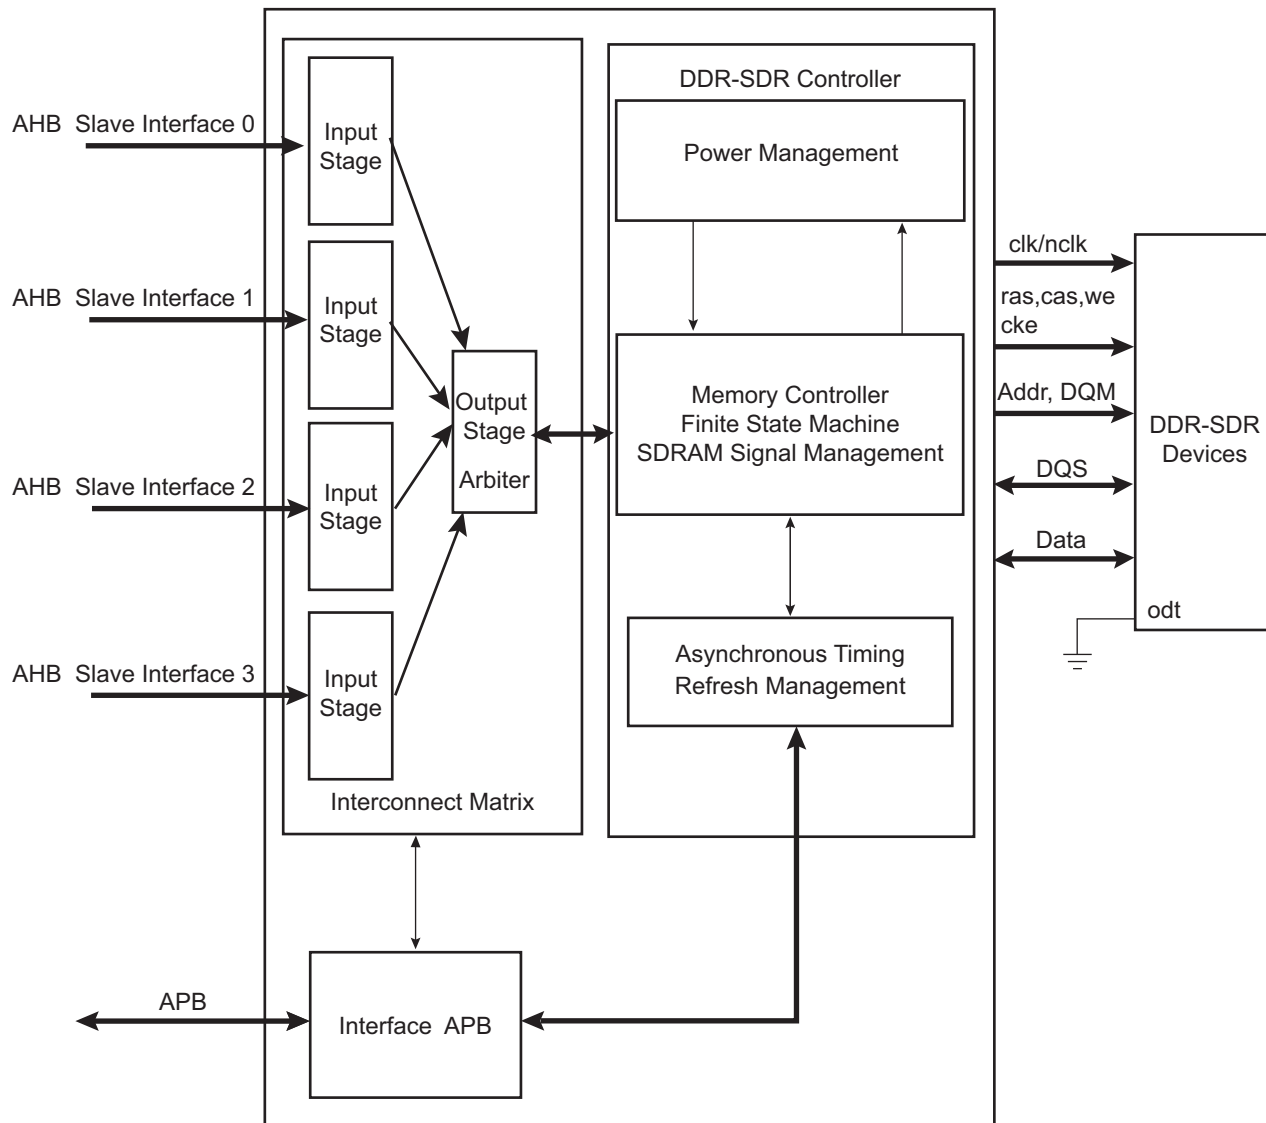 AHB Slave Interface 0
AHB Slave Interface 1
AHB Slave Interface 2
AHB Slave Interface 3
Input
Stage
Input
Stage
Input
Stage
Input
Stage
Output
Stage
Arbiter
Interconnect Matrix
DDR-SDR Controller
Power Management
Memory Controller
Finite State Machine
SDRAM Signal Management
Asynchronous Timing
Refresh Management
clk/nclk
ras,cas,we
cke
Addr, DQM
DQS
Data
DDR-SDR
Devices
odt
APB
Interface APB